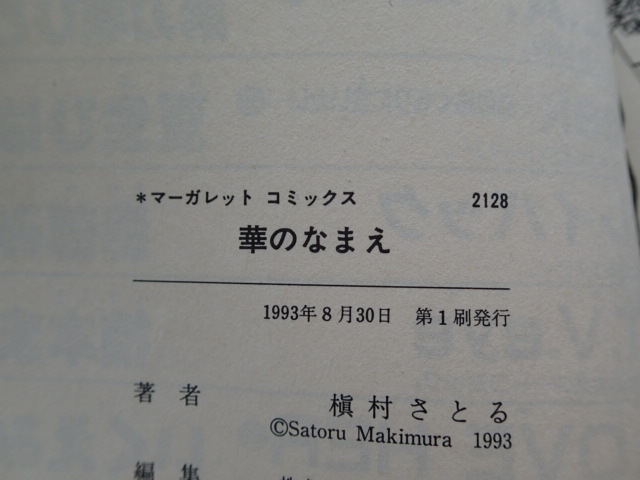 *マーガレット コミックス 2128
華のなまえ
1993年8月30日 第1刷発行
著者 槇村さとる
©Satoru Makimura 1993
編集